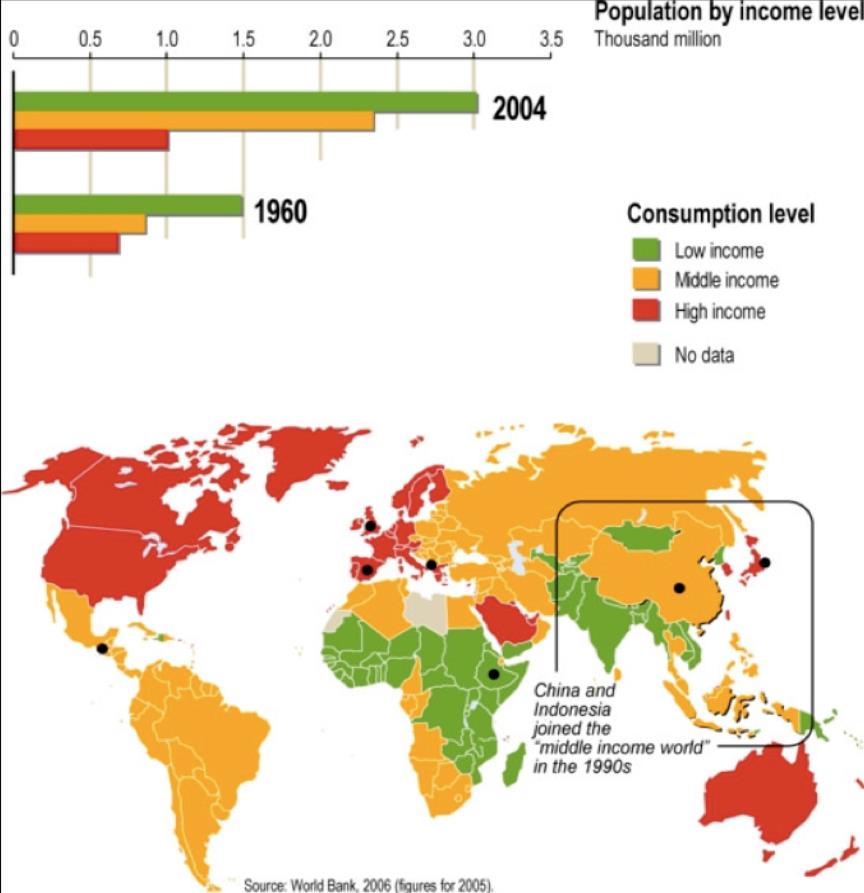 Population by income level
Thousand million
0 0.5 1.0 1.5 2.0 2.5 3.0 3.5
2004
1960
Consumption level
Low income
Middle income
High income
No data
China and
Indonesia
joined the
“middle income world”
in the 1990s
Source: World Bank, 2006 (figures for 2005).